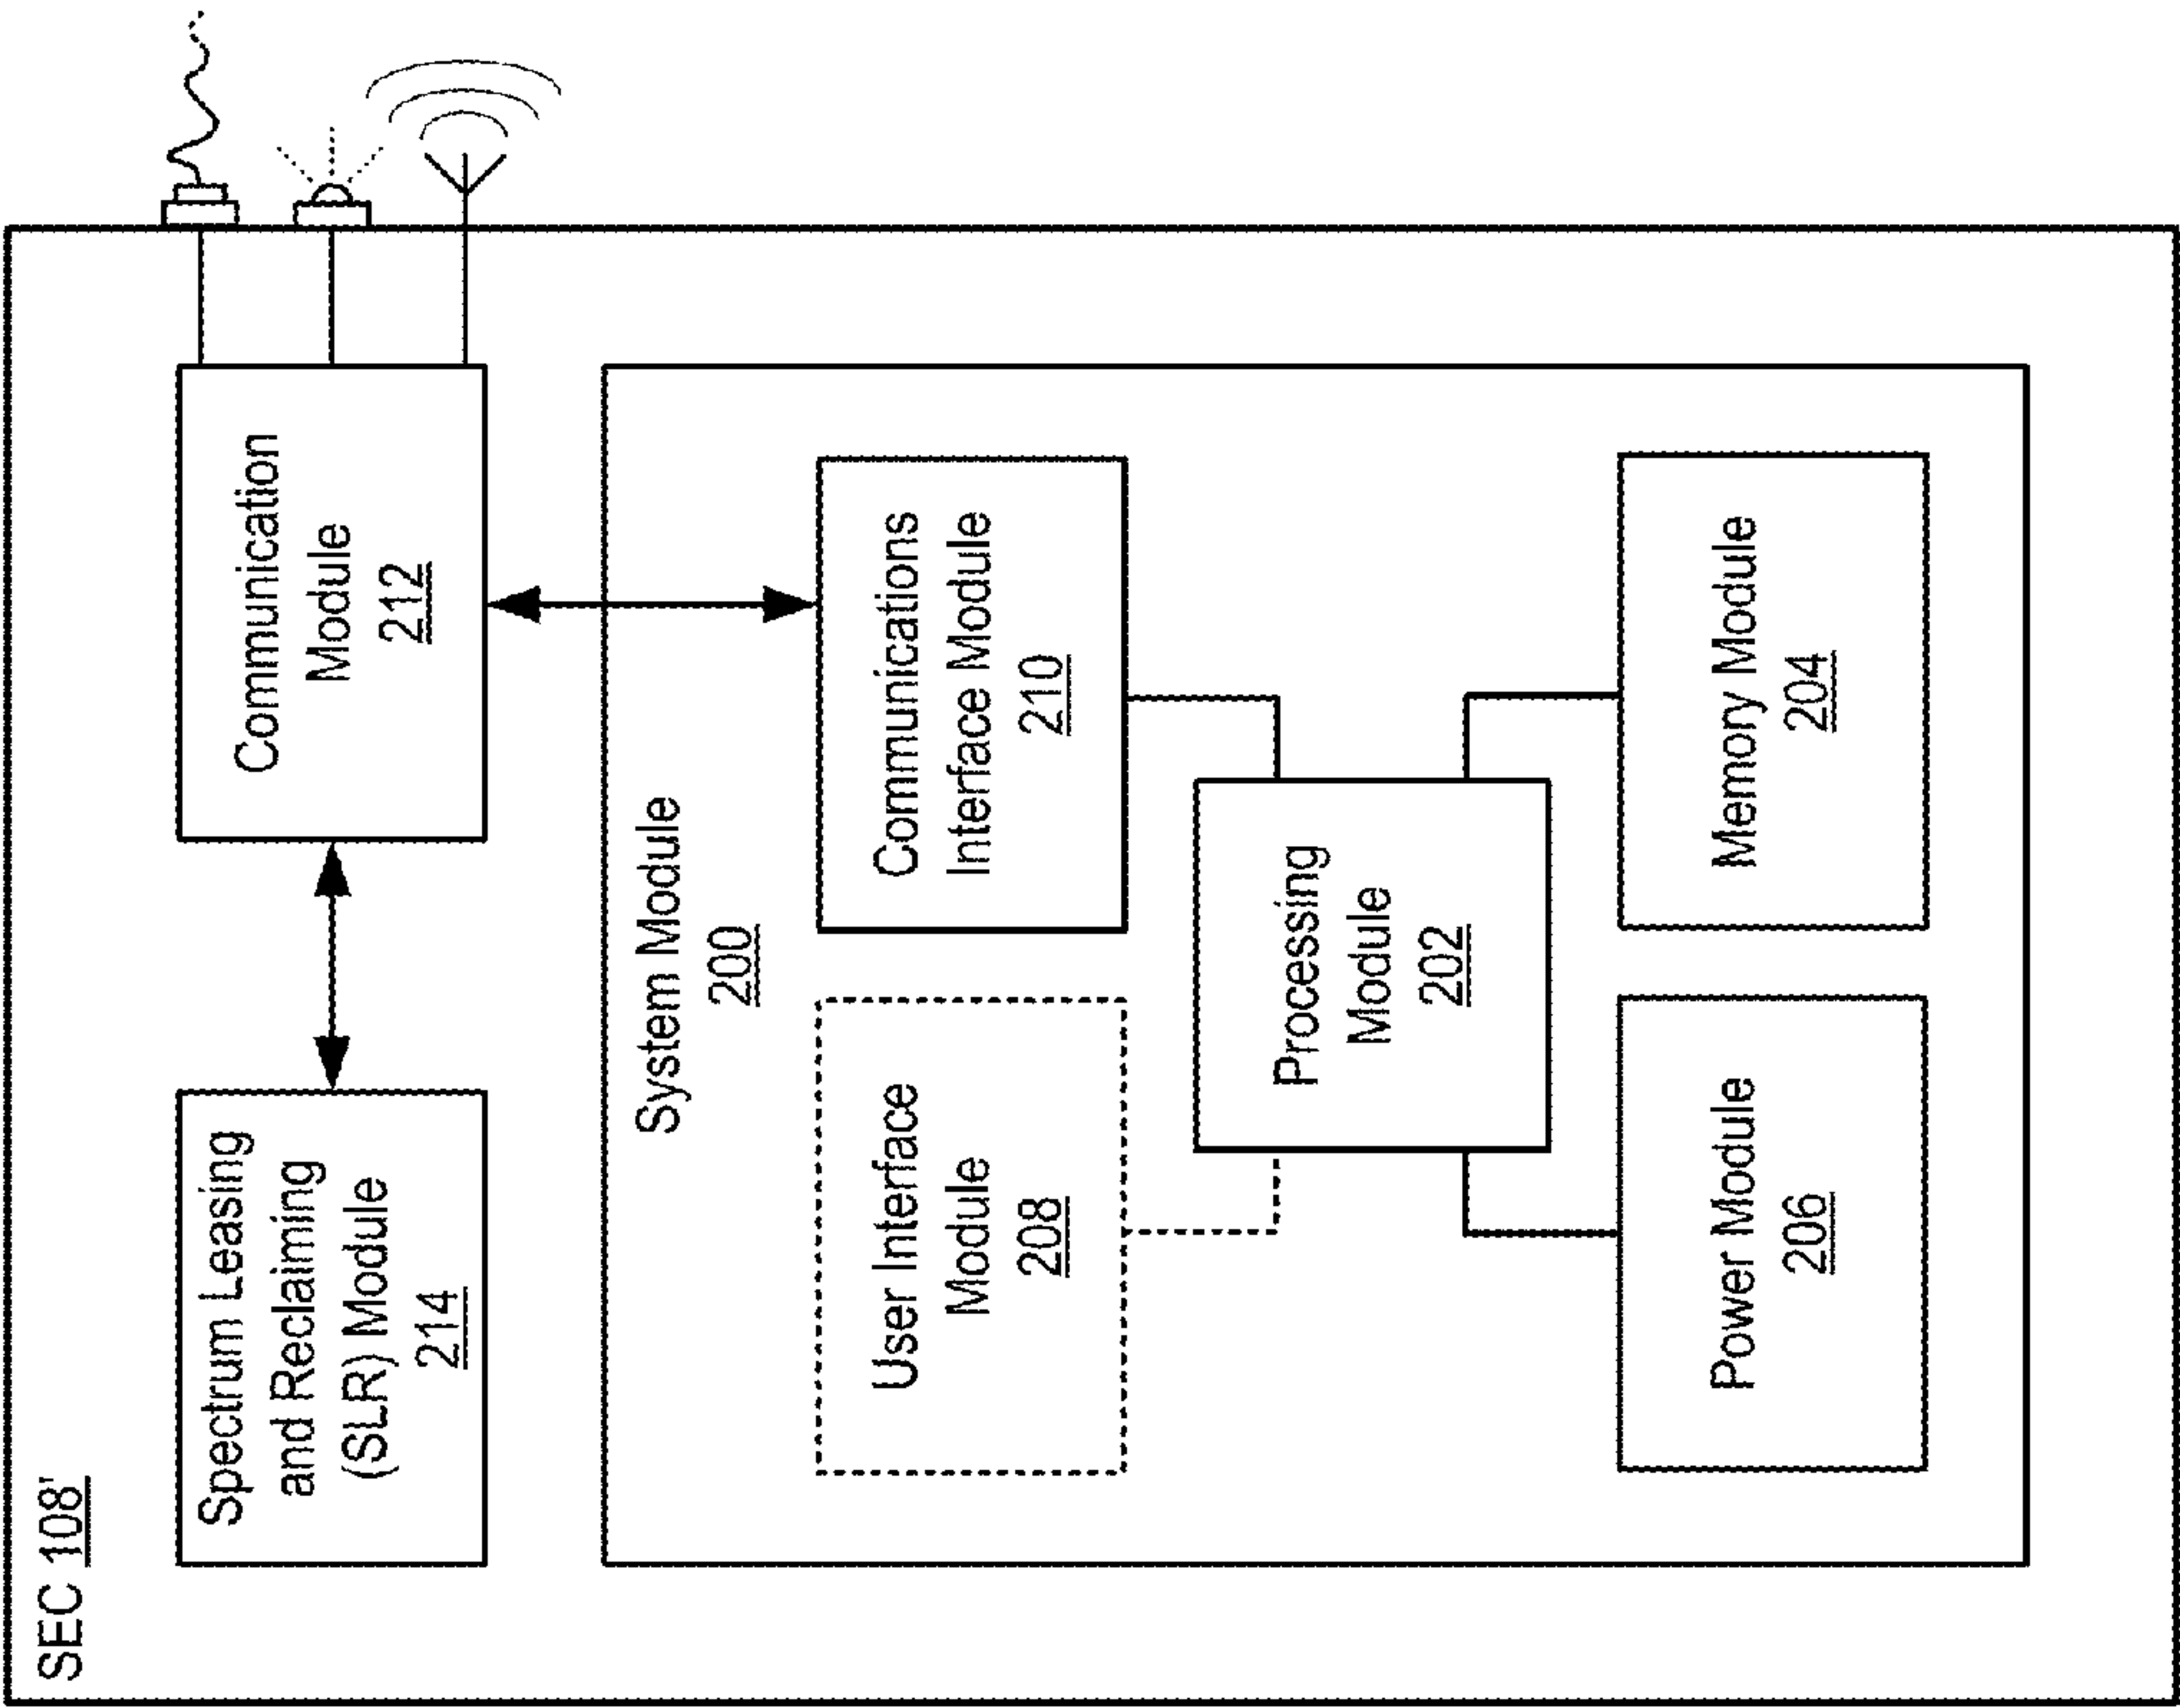 SEC 108'
Spectrum Leasing
and Reclaiming
(SLR) Module
214
Communication
Module
212
System Module
200
User Interface
Module
208
Communications
Interface Module
210
Processing
Module
202
Power Module
206
Memory Module
204